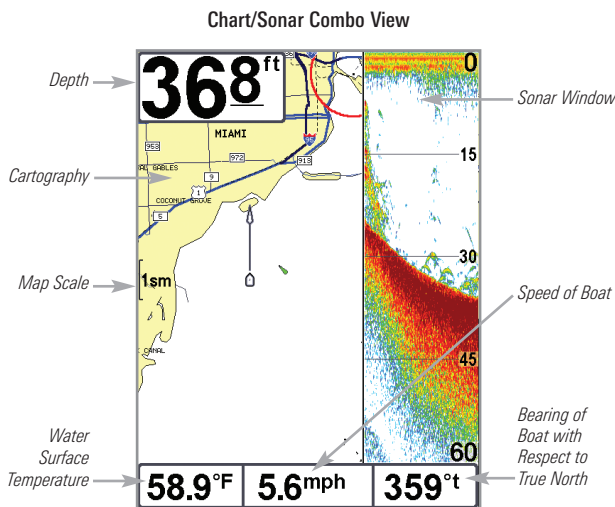 Chart/Sonar Combo View
Depth
368 ft
0
Sonar Window
MIAMI
953
972
913
15
AL GABLES
Cartography
9
1
COCONUT GROVE
5
30
Map Scale
1sm
Speed of Boat
CANAL
45
60
Water
Surface
Temperature
Bearing of
Boat with
Respect to
True North
58.9°F
5.6mph
359°t